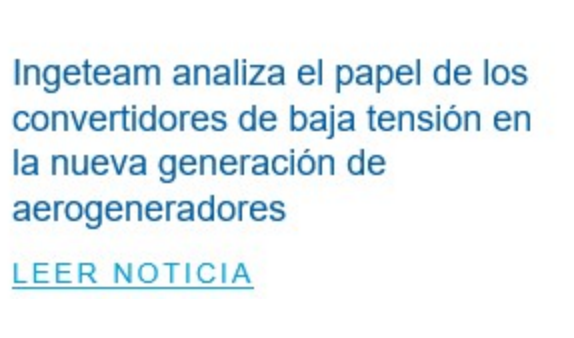 Ingeteam analiza el papel de los
convertidores de baja tensión en
la nueva generación de
aerogeneradores
LEER NOTICIA